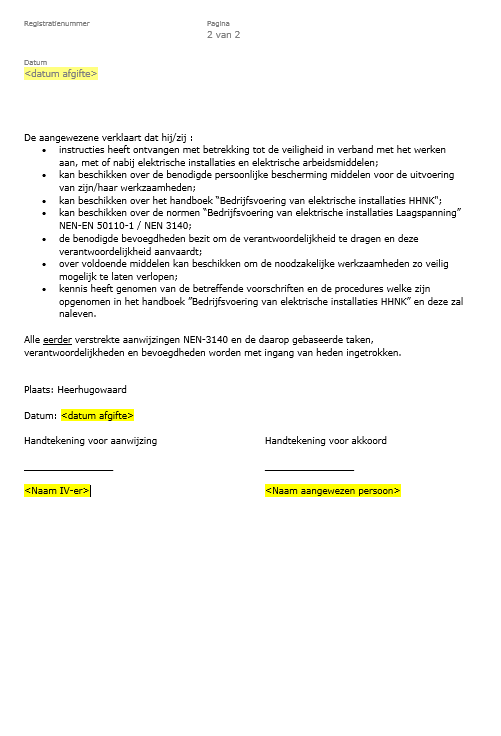 Registratienummer
Pagina
2 van 2
Datum
<datum afgifte>
De aangewezene verklaart dat hij/zij :
• instructies heeft ontvangen met betrekking tot de veiligheid in verband met het werken
aan, met of nabij elektrische installaties en elektrische arbeidsmiddelen;
• kan beschikken over de benodigde persoonlijke bescherming middelen voor de uitvoering
van zijn/haar werkzaamheden;
• kan beschikken over het handboek “Bedrijfsvoering van elektrische installaties HHNK";
• kan beschikken over de normen “Bedrijfsvoering van elektrische installaties Laagspanning”
NEN-EN 50110-1 / NEN 3140;
• de benodigde bevoegdheden bezit om de verantwoordelijkheid te dragen en deze
verantwoordelijkheid aanvaardt;
• over voldoende middelen kan beschikken om de noodzakelijke werkzaamheden zo veilig
mogelijk te laten verlopen;
• kennis heeft genomen van de betreffende voorschriften en de procedures welke zijn
opgenomen in het handboek ”Bedrijfsvoering van elektrische installaties HHNK” en deze zal
naleven.
Alle eerder verstrekte aanwijzingen NEN-3140 en de daarop gebaseerde taken,
verantwoordelijkheden en bevoegdheden worden met ingang van heden ingetrokken.
Plaats: Heerhugowaard
Datum: <datum afgifte>
Handtekening voor aanwijzing
Handtekening voor akkoord
<Naam IV-er>
<Naam aangewezen persoon>